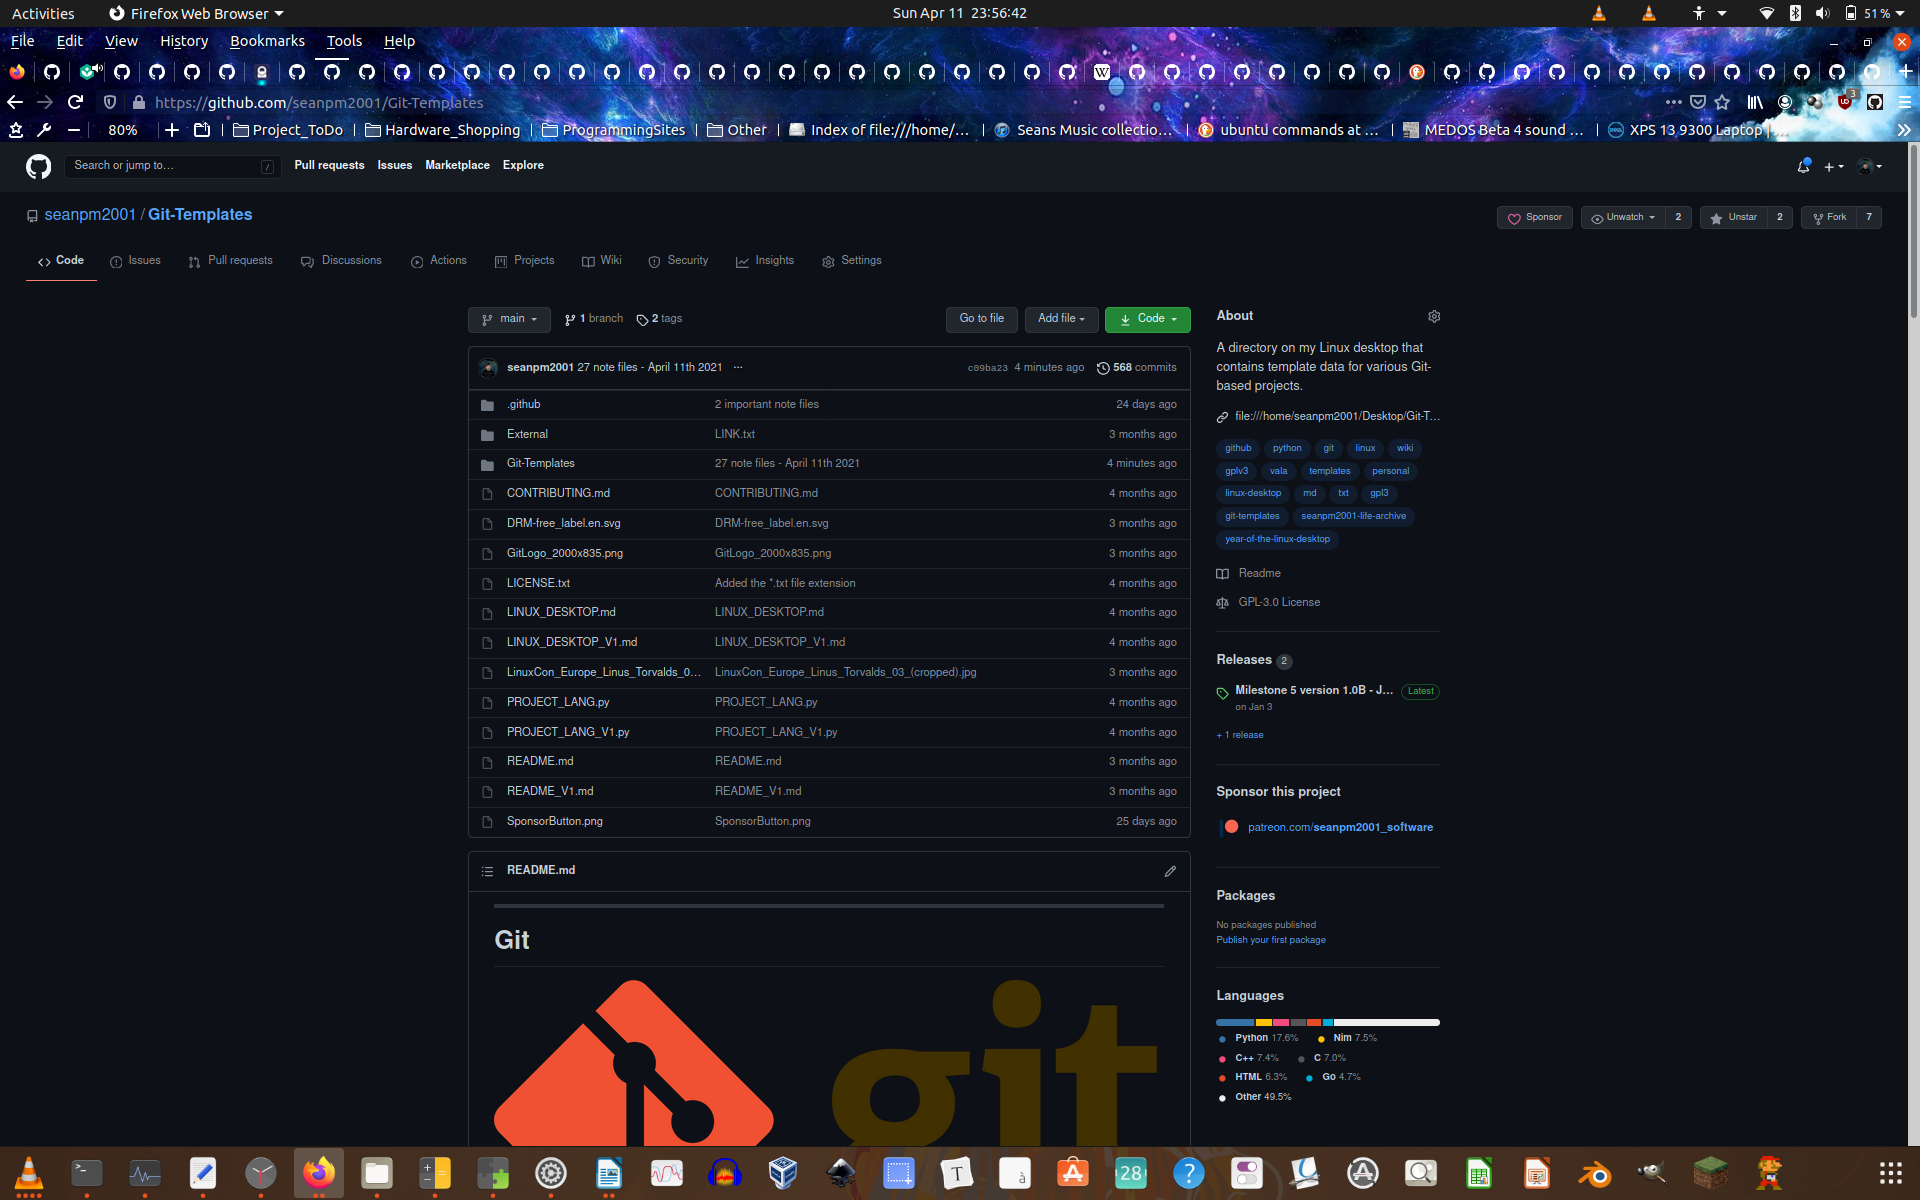 Activities Firefox Web Browser Sun Apr 11 23:56:42 51 %
File Edit View History Bookmarks Tools Help
https://github.com/seanpm2001/Git-Templates 3
80% Project_ToDo Hardware_Shopping ProgrammingSites Other Index of file:///home/… Seans Music collectio… ubuntu commands at … MEDOS Beta 4 sound … XPS 13 9300 Laptop |…
Search or jump to… / Pull requests Issues Marketplace Explore
seanpm2001 / Git-Templates
Sponsor Unwatch 2 Unstar 2 Fork 7
Code Issues Pull requests Discussions Actions Projects Wiki Security Insights Settings
main 1 branch 2 tags Go to file Add file Code
seanpm2001 27 note files - April 11th 2021 ... c09ba23 4 minutes ago 568 commits
.github 2 important note files 24 days ago
External LINK.txt 3 months ago
Git-Templates 27 note files - April 11th 2021 4 minutes ago
CONTRIBUTING.md CONTRIBUTING.md 4 months ago
DRM-free_label.en.svg DRM-free_label.en.svg 3 months ago
GitLogo_2000x835.png GitLogo_2000x835.png 3 months ago
LICENSE.txt Added the *.txt file extension 4 months ago
LINUX_DESKTOP.md LINUX_DESKTOP.md 4 months ago
LINUX_DESKTOP_V1.md LINUX_DESKTOP_V1.md 4 months ago
LinuxCon_Europe_Linus_Torvalds_0… LinuxCon_Europe_Linus_Torvalds_03_(cropped).jpg 3 months ago
PROJECT_LANG.py PROJECT_LANG.py 4 months ago
PROJECT_LANG_V1.py PROJECT_LANG_V1.py 4 months ago
README.md README.md 3 months ago
README_V1.md README_V1.md 3 months ago
SponsorButton.png SponsorButton.png 25 days ago
README.md
Git
git
About
A directory on my Linux desktop that
contains template data for various Git-
based projects.
file:///home/seanpm2001/Desktop/Git-T…
github python git linux wiki
gplv3 vala templates personal
linux-desktop md txt gpl3
git-templates seanpm2001-life-archive
year-of-the-linux-desktop
Readme
GPL-3.0 License
Releases 2
Milestone 5 version 1.0B - J… Latest
on Jan 3
+ 1 release
Sponsor this project
patreon.com/seanpm2001_software
Packages
No packages published
Publish your first package
Languages
Python 17.6% Nim 7.5%
C++ 7.4% C 7.0%
HTML 6.3% Go 4.7%
Other 49.5%